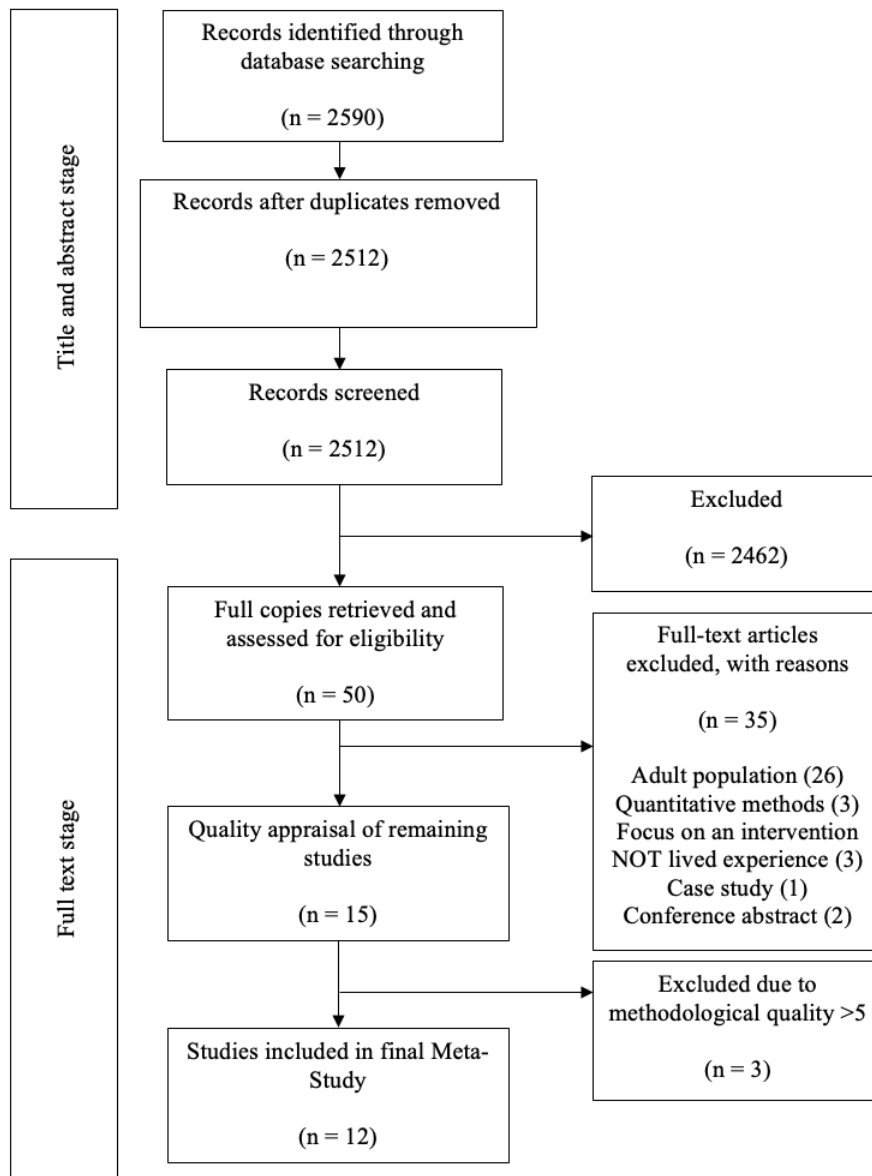 Title and abstract stage
Records identified through
database searching
(n = 2590)
Records after duplicates removed
(n = 2512)
Records screened
(n = 2512)
Excluded
(n = 2462)
Full text stage
Full copies retrieved and
assessed for eligibility
(n = 50)
Full-text articles
excluded, with reasons
(n = 35)
Adult population (26)
Quantitative methods (3)
Focus on an intervention
NOT lived experience (3)
Case study (1)
Conference abstract (2)
Quality appraisal of remaining
studies
(n = 15)
Excluded due to
methodological quality >5
(n = 3)
Studies included in final Meta-
Study
(n = 12)